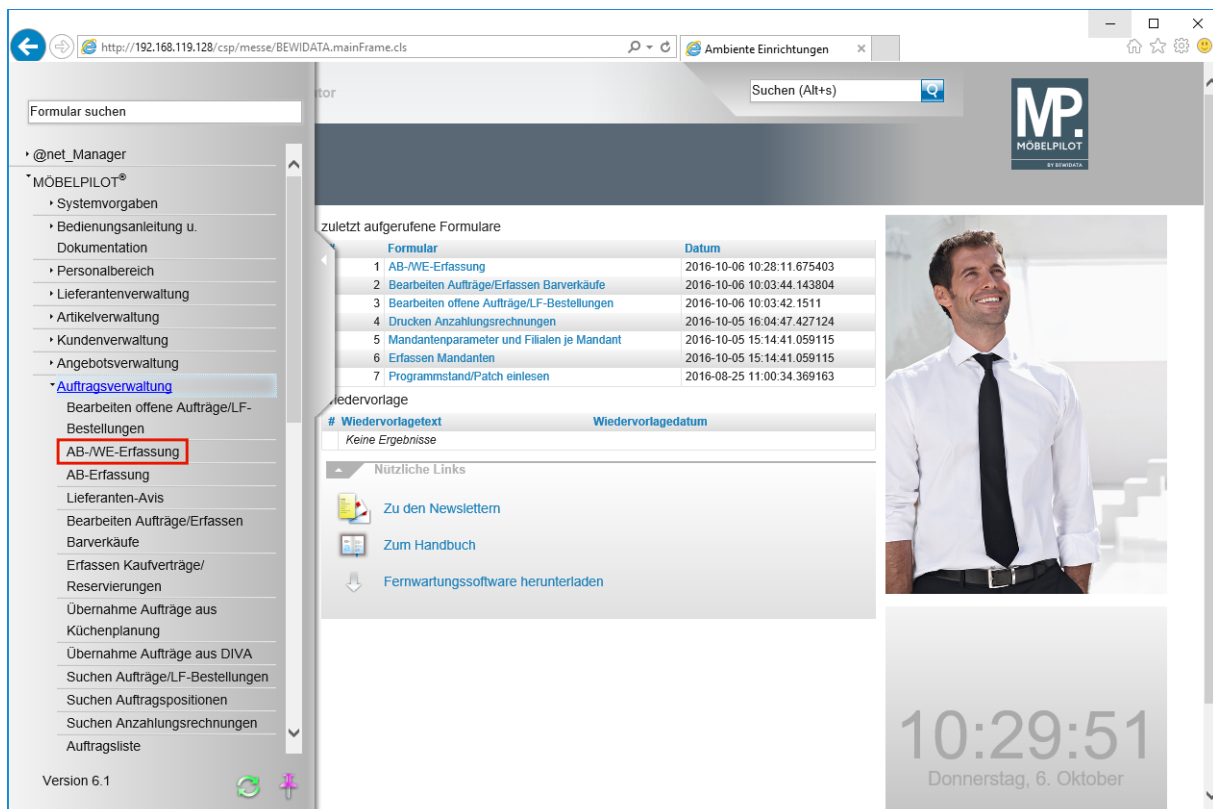 http://192.168.119.128/csp/messe/BEWIDATA.mainFrame.cls
Ambiente Einrichtungen
Formular suchen
@net_Manager
MÖBELPILOT®
Systemvorgaben
Bedienungsanleitung u.
Dokumentation
Personalbereich
Lieferantenverwaltung
Artikelverwaltung
Kundenverwaltung
Angebotsverwaltung
Auftragsverwaltung
Bearbeiten offene Aufträge/LF-
Bestellungen
AB-/WE-Erfassung
AB-Erfassung
Lieferanten-Avis
Bearbeiten Aufträge/Erfassen
Barverkäufe
Erfassen Kaufverträge/
Reservierungen
Übernahme Aufträge aus
Küchenplanung
Übernahme Aufträge aus DIVA
Suchen Aufträge/LF-Bestellungen
Suchen Auftragspositionen
Suchen Anzahlungsrechnungen
Auftragsliste
Version 6.1
tor
Suchen (Alt+s)
MP.
MÖBELPILOT
BY BEWIDATA
zuletzt aufgerufene Formulare
Formular Datum
1 AB-/WE-Erfassung 2016-10-06 10:28:11.675403
2 Bearbeiten Aufträge/Erfassen Barverkäufe 2016-10-06 10:03:44.143804
3 Bearbeiten offene Aufträge/LF-Bestellungen 2016-10-06 10:03:42.1511
4 Drucken Anzahlungsrechnungen 2016-10-05 16:04:47.427124
5 Mandantenparameter und Filialen je Mandant 2016-10-05 15:14:41.059115
6 Erfassen Mandanten 2016-10-05 15:14:41.059115
7 Programmstand/Patch einlesen 2016-08-25 11:00:34.369163
iedervorlage
# Wiedervorlagetext Wiedervorlagedatum
Keine Ergebnisse
Nützliche Links
Zu den Newslettern
Zum Handbuch
Fernwartungssoftware herunterladen
10:29:51
Donnerstag, 6. Oktober